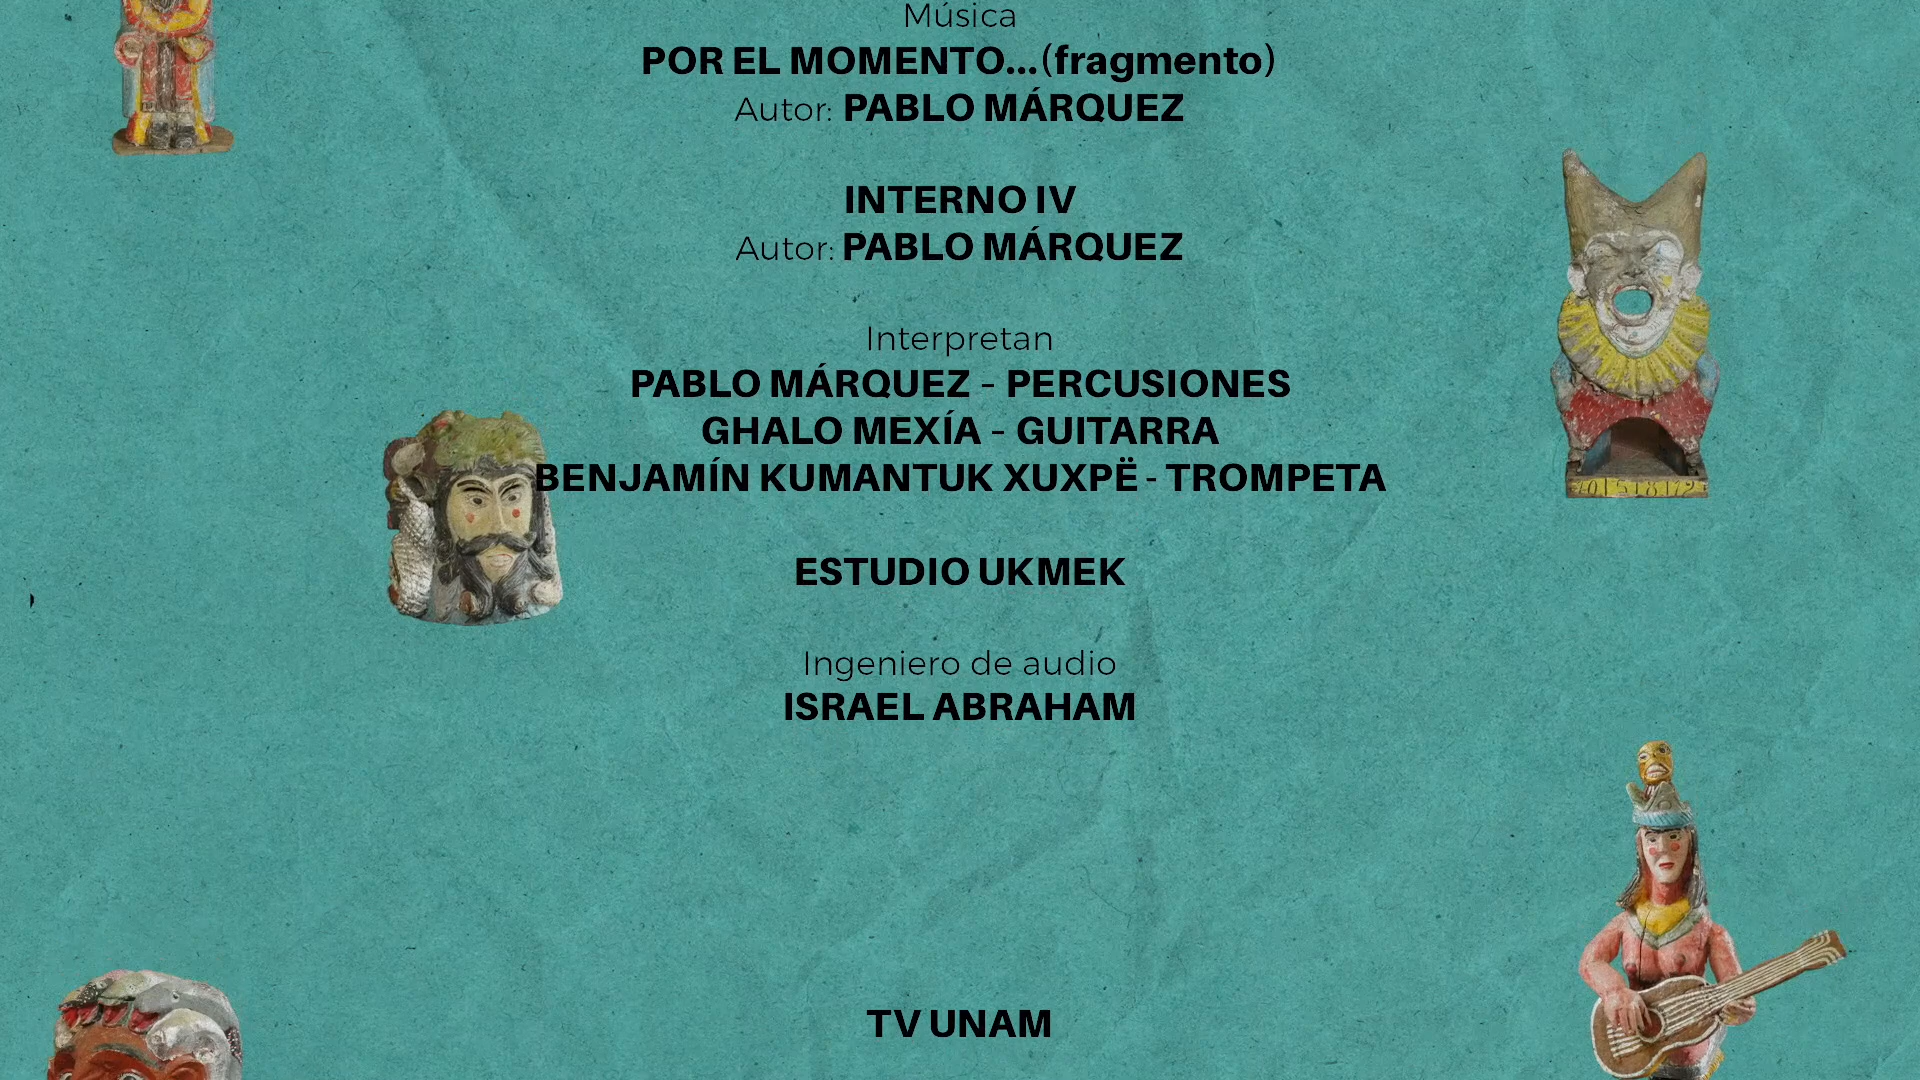 Música
POR EL MOMENTO...(fragmento)
Autor: PABLO MÁRQUEZ
INTERNO IV
Autor: PABLO MÁRQUEZ
Interpretan
PABLO MÁRQUEZ - PERCUSIONES
GHALO MEXÍA - GUITARRA
BENJAMÍN KUMANTUK XUXPË - TROMPETA
ESTUDIO UKMEK
Ingeniero de audio
ISRAEL ABRAHAM
TV UNAM